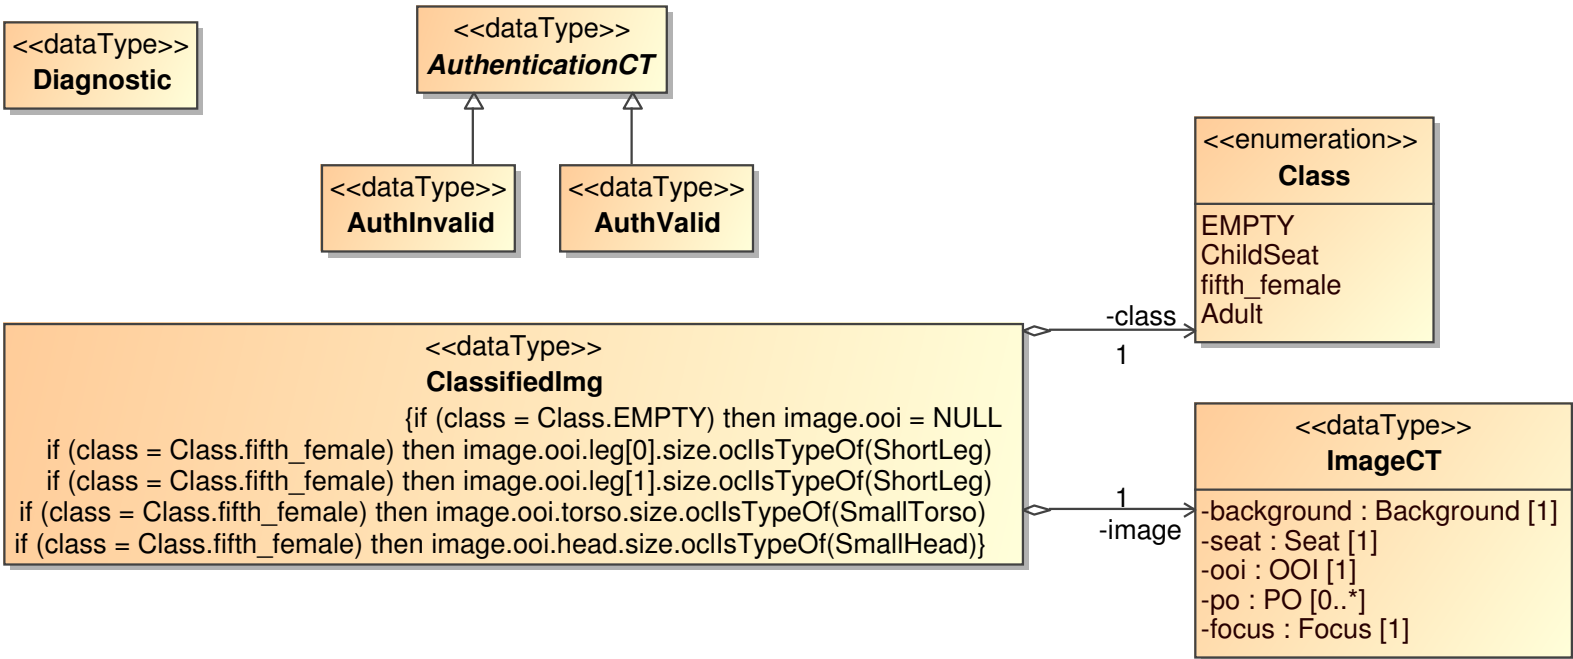 <<dataType>>
Diagnostic
<<dataType>>
AuthenticationCT
<<dataType>>
AuthInvalid
<<dataType>>
AuthValid
<<enumeration>>
Class
EMPTY
ChildSeat
fifth_female
Adult
-class
1
<<dataType>>
ClassifiedImg
{if (class = Class.EMPTY) then image.ooi = NULL
if (class = Class.fifth_female) then image.ooi.leg[0].size.oclIsTypeOf(ShortLeg)
if (class = Class.fifth_female) then image.ooi.leg[1].size.oclIsTypeOf(ShortLeg)
if (class = Class.fifth_female) then image.ooi.torso.size.oclIsTypeOf(SmallTorso)
if (class = Class.fifth_female) then image.ooi.head.size.oclIsTypeOf(SmallHead)}
1
-image
<<dataType>>
ImageCT
-background : Background [1]
-seat : Seat [1]
-ooi : OOI [1]
-po : PO [0..*]
-focus : Focus [1]